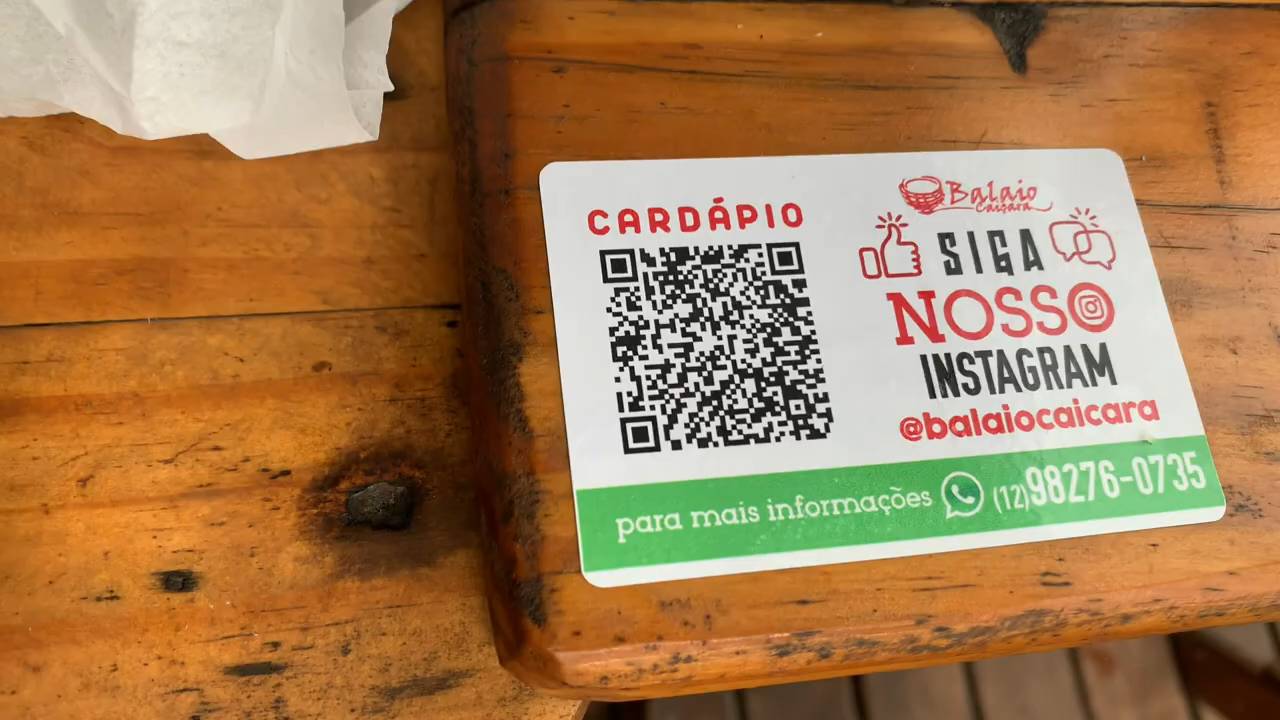 CARDÁPIO
Balaio
Caiçara
SIGA
NOSSO
INSTAGRAM
@balaiocaicara
para mais informações (12)98276-0735